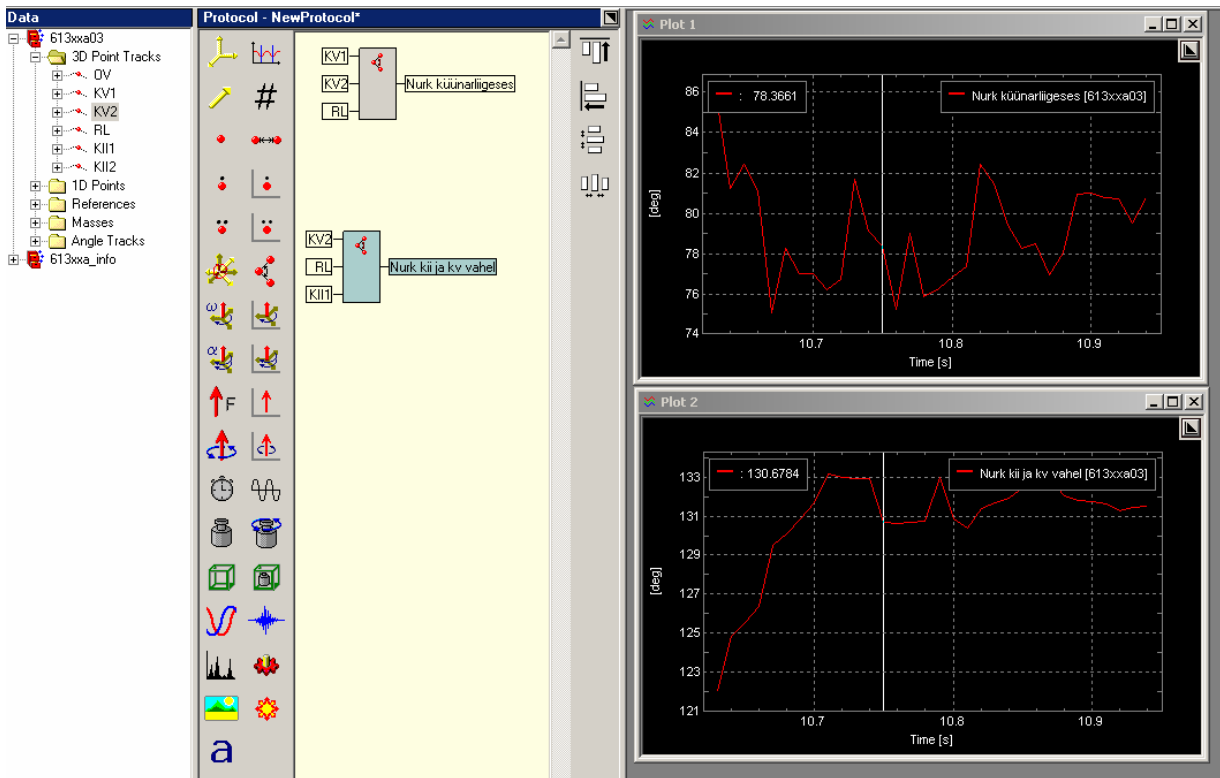 Data
613xxa03
3D Point Tracks
OV
KV1
KV2
RL
KII1
KII2
1D Points
References
Masses
Angle Tracks
613xxa_info
Protocol - NewProtocol*
#
ω
α
F
a
KV1
KV2
RL
Nurk küünarliigeses
KV2
RL
KII1
Nurk kii ja kv vahel
Plot 1
: 78.3661
Nurk küünarliigeses [613xxa03]
86
84
82
80
78
76
74
[deg]
10.7
10.8
10.9
Time [s]
Plot 2
: 130.6784
Nurk kii ja kv vahel [613xxa03]
133
131
129
127
125
123
121
[deg]
10.7
10.8
10.9
Time [s]